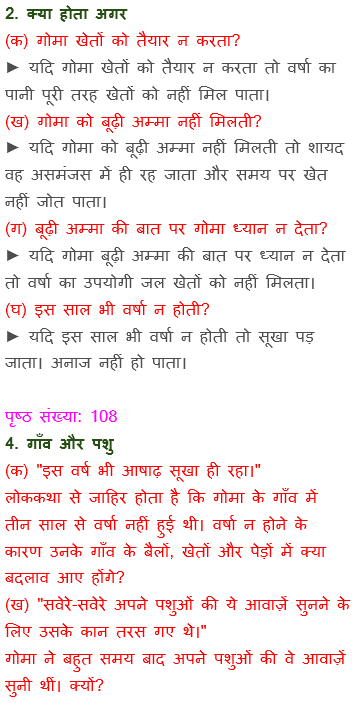 2. क्या होता अगर
(क) गोमा खेतों को तैयार न करता?
► यदि गोमा खेतों को तैयार न करता तो वर्षा का
पानी पूरी तरह खेतों को नहीं मिल पाता।
(ख) गोमा को बूढ़ी अम्मा नहीं मिलती?
► यदि गोमा को बूढ़ी अम्मा नहीं मिलती तो शायद
वह असमंजस में ही रह जाता और समय पर खेत
नहीं जोत पाता।
(ग) बूढ़ी अम्मा की बात पर गोमा ध्यान न देता?
► यदि गोमा बूढ़ी अम्मा की बात पर ध्यान न देता
तो वर्षा का उपयोगी जल खेतों को नहीं मिलता।
(घ) इस साल भी वर्षा न होती?
► यदि इस साल भी वर्षा न होती तो सूखा पड़
जाता। अनाज नहीं हो पाता।
पृष्ठ संख्या: 108
4. गाँव और पशु
(क) "इस वर्ष भी आषाढ़ सूखा ही रहा।"
लोककथा से जाहिर होता है कि गोमा के गाँव में
तीन साल से वर्षा नहीं हुई थी। वर्षा न होने के
कारण उनके गाँव के बैलों, खेतों और पेड़ों में क्या
बदलाव आए होंगे?
(ख) "सवेरे-सवेरे अपने पशुओं की ये आवाज़ें सुनने के
लिए उसके कान तरस गए थे।"
गोमा ने बहुत समय बाद अपने पशुओं की वे आवाज़ें
सुनी थीं। क्यों?